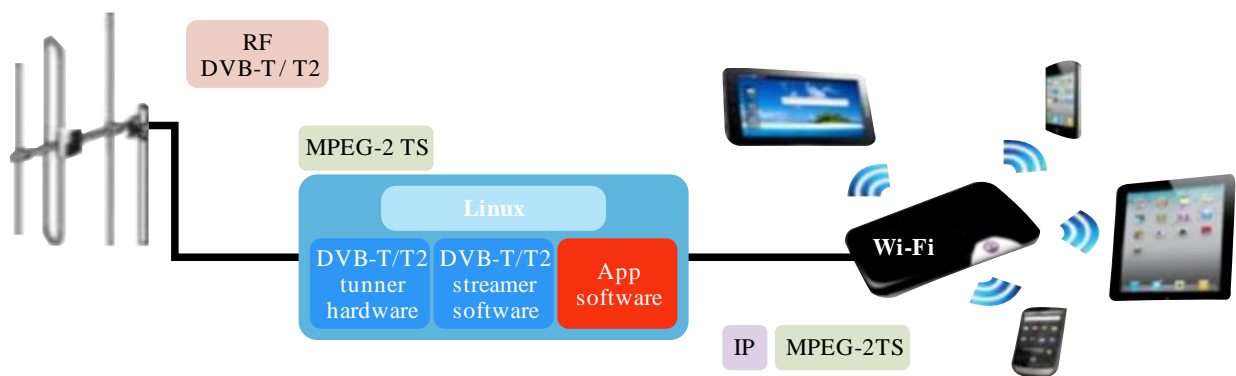 RF
DVB-T / T2
MPEG-2 TS
Linux
DVB-T/T2
tunner
hardware
DVB-T/T2
streamer
software
App
software
Wi-Fi
IP
MPEG-2TS